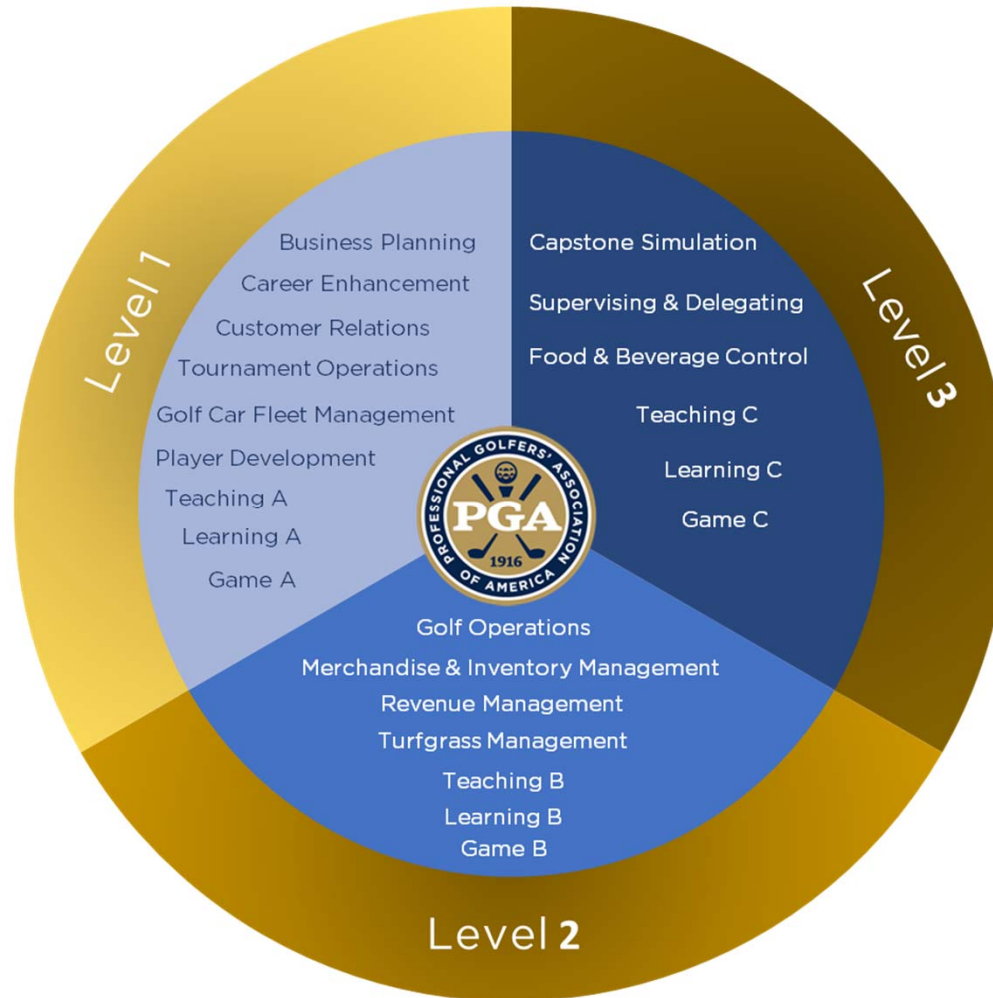 Level 1
Business Planning
Career Enhancement
Customer Relations
Tournament Operations
Golf Car Fleet Management
Player Development
Teaching A
Learning A
Game A
Level 3
Capstone Simulation
Supervising & Delegating
Food & Beverage Control
Teaching C
Learning C
Game C
PROFESSIONAL GOLFERS' ASSOCIATION
PGA
1916
OF AMERICA
Golf Operations
Merchandise & Inventory Management
Revenue Management
Turfgrass Management
Teaching B
Learning B
Game B
Level 2